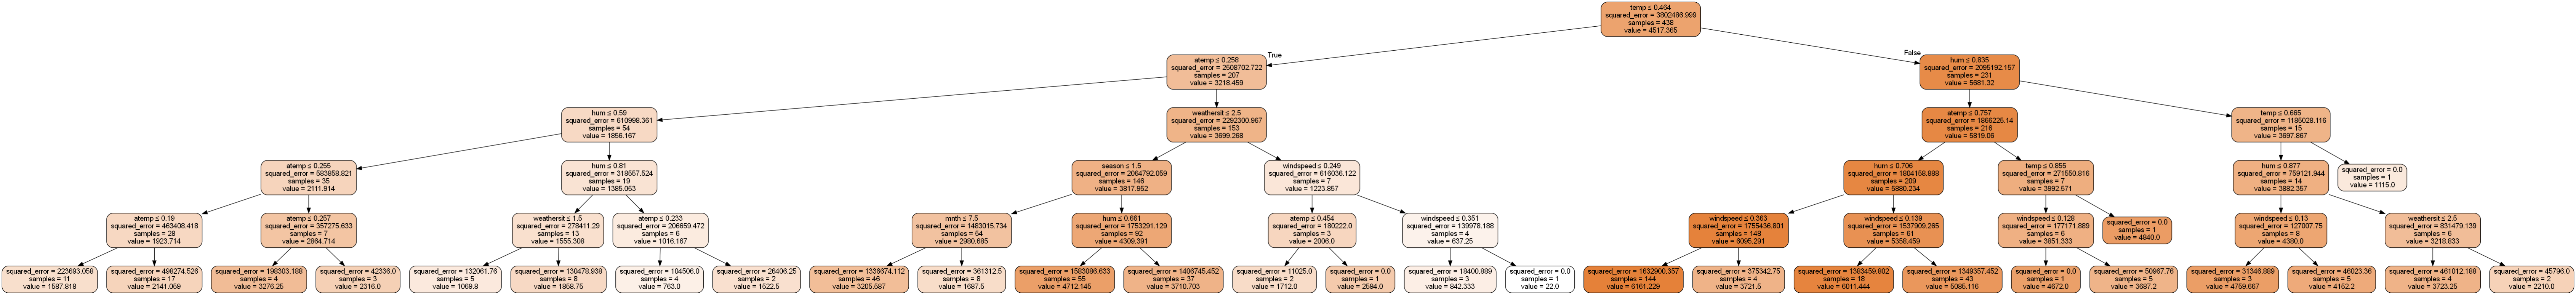 temp ≤ 0.464
squared_error = 3802486.999
samples = 438
value = 4517.365
True
False
atemp ≤ 0.258
squared_error = 2508702.722
samples = 207
value = 3218.459
hum ≤ 0.835
squared_error = 2095192.157
samples = 231
value = 5681.32
hum ≤ 0.59
squared_error = 610998.361
samples = 54
value = 1856.167
weathersit ≤ 2.5
squared_error = 2292300.967
samples = 153
value = 3699.268
atemp ≤ 0.757
squared_error = 1866225.14
samples = 216
value = 5819.06
temp ≤ 0.665
squared_error = 1185028.116
samples = 15
value = 3697.867
atemp ≤ 0.255
squared_error = 583858.821
samples = 35
value = 2111.914
hum ≤ 0.81
squared_error = 318557.524
samples = 19
value = 1385.053
season ≤ 1.5
squared_error = 2064792.059
samples = 146
value = 3817.952
windspeed ≤ 0.249
squared_error = 616036.122
samples = 7
value = 1223.857
hum ≤ 0.706
squared_error = 1804158.888
samples = 209
value = 5880.234
temp ≤ 0.855
squared_error = 271550.816
samples = 7
value = 3992.571
hum ≤ 0.877
squared_error = 759121.944
samples = 14
value = 3882.357
squared_error = 0.0
samples = 1
value = 1115.0
atemp ≤ 0.19
squared_error = 463408.418
samples = 28
value = 1923.714
atemp ≤ 0.257
squared_error = 357275.633
samples = 7
value = 2864.714
weathersit ≤ 1.5
squared_error = 278411.29
samples = 13
value = 1555.308
atemp ≤ 0.233
squared_error = 206659.472
samples = 6
value = 1016.167
mnth ≤ 7.5
squared_error = 1483015.734
samples = 54
value = 2980.685
hum ≤ 0.661
squared_error = 1753291.129
samples = 92
value = 4309.391
atemp ≤ 0.454
squared_error = 180222.0
samples = 3
value = 2006.0
windspeed ≤ 0.351
squared_error = 139978.188
samples = 4
value = 637.25
windspeed ≤ 0.363
squared_error = 1755436.801
samples = 148
value = 6095.291
windspeed ≤ 0.139
squared_error = 1537909.265
samples = 61
value = 5358.459
windspeed ≤ 0.128
squared_error = 177171.889
samples = 6
value = 3851.333
squared_error = 0.0
samples = 1
value = 4840.0
windspeed ≤ 0.13
squared_error = 127007.75
samples = 8
value = 4380.0
weathersit ≤ 2.5
squared_error = 831479.139
samples = 6
value = 3218.833
squared_error = 223693.058
samples = 11
value = 1587.818
squared_error = 498274.526
samples = 17
value = 2141.059
squared_error = 198303.188
samples = 4
value = 3276.25
squared_error = 42336.0
samples = 3
value = 2316.0
squared_error = 132061.76
samples = 5
value = 1069.8
squared_error = 130478.938
samples = 8
value = 1858.75
squared_error = 104506.0
samples = 4
value = 763.0
squared_error = 26406.25
samples = 2
value = 1522.5
squared_error = 1336674.112
samples = 46
value = 3205.587
squared_error = 361312.5
samples = 8
value = 1687.5
squared_error = 1583086.633
samples = 55
value = 4712.145
squared_error = 1406745.452
samples = 37
value = 3710.703
squared_error = 11025.0
samples = 2
value = 1712.0
squared_error = 0.0
samples = 1
value = 2594.0
squared_error = 18400.889
samples = 3
value = 842.333
squared_error = 0.0
samples = 1
value = 22.0
squared_error = 1632900.357
samples = 144
value = 6161.229
squared_error = 375342.75
samples = 4
value = 3721.5
squared_error = 1383459.802
samples = 18
value = 6011.444
squared_error = 1349357.452
samples = 43
value = 5085.116
squared_error = 0.0
samples = 1
value = 4672.0
squared_error = 50967.76
samples = 5
value = 3687.2
squared_error = 31346.889
samples = 3
value = 4759.667
squared_error = 46023.36
samples = 5
value = 4152.2
squared_error = 461012.188
samples = 4
value = 3723.25
squared_error = 45796.0
samples = 2
value = 2210.0